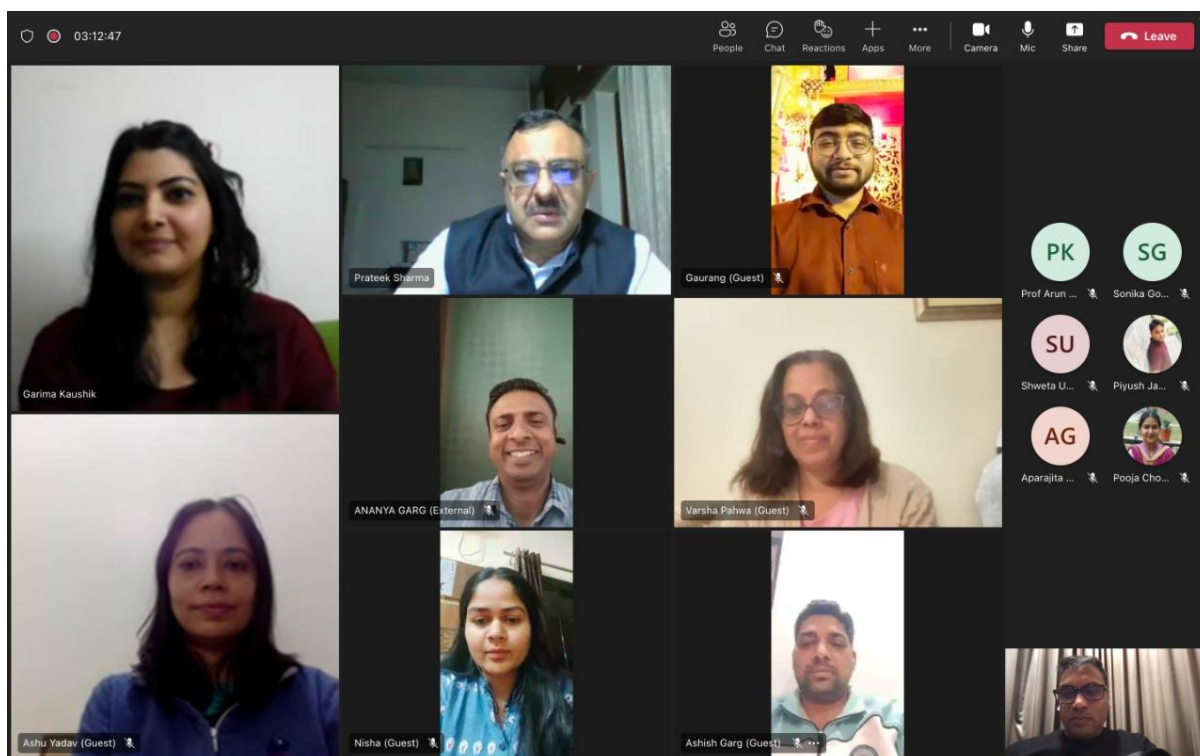 03:12:47
People
Chat
Reactions
Apps
More
Camera
Mic
Share
Leave
Garima Kaushik
Prateek Sharma
Gaurang (Guest)
ANANYA GARG (External)
Varsha Pahwa (Guest)
Ashu Yadav (Guest)
Nisha (Guest)
Ashish Garg (Guest)
PK
SG
Prof Arun ...
Sonika Go...
SU
Shweta U...
Piyush Ja...
AG
Aparajita ...
Pooja Cho...